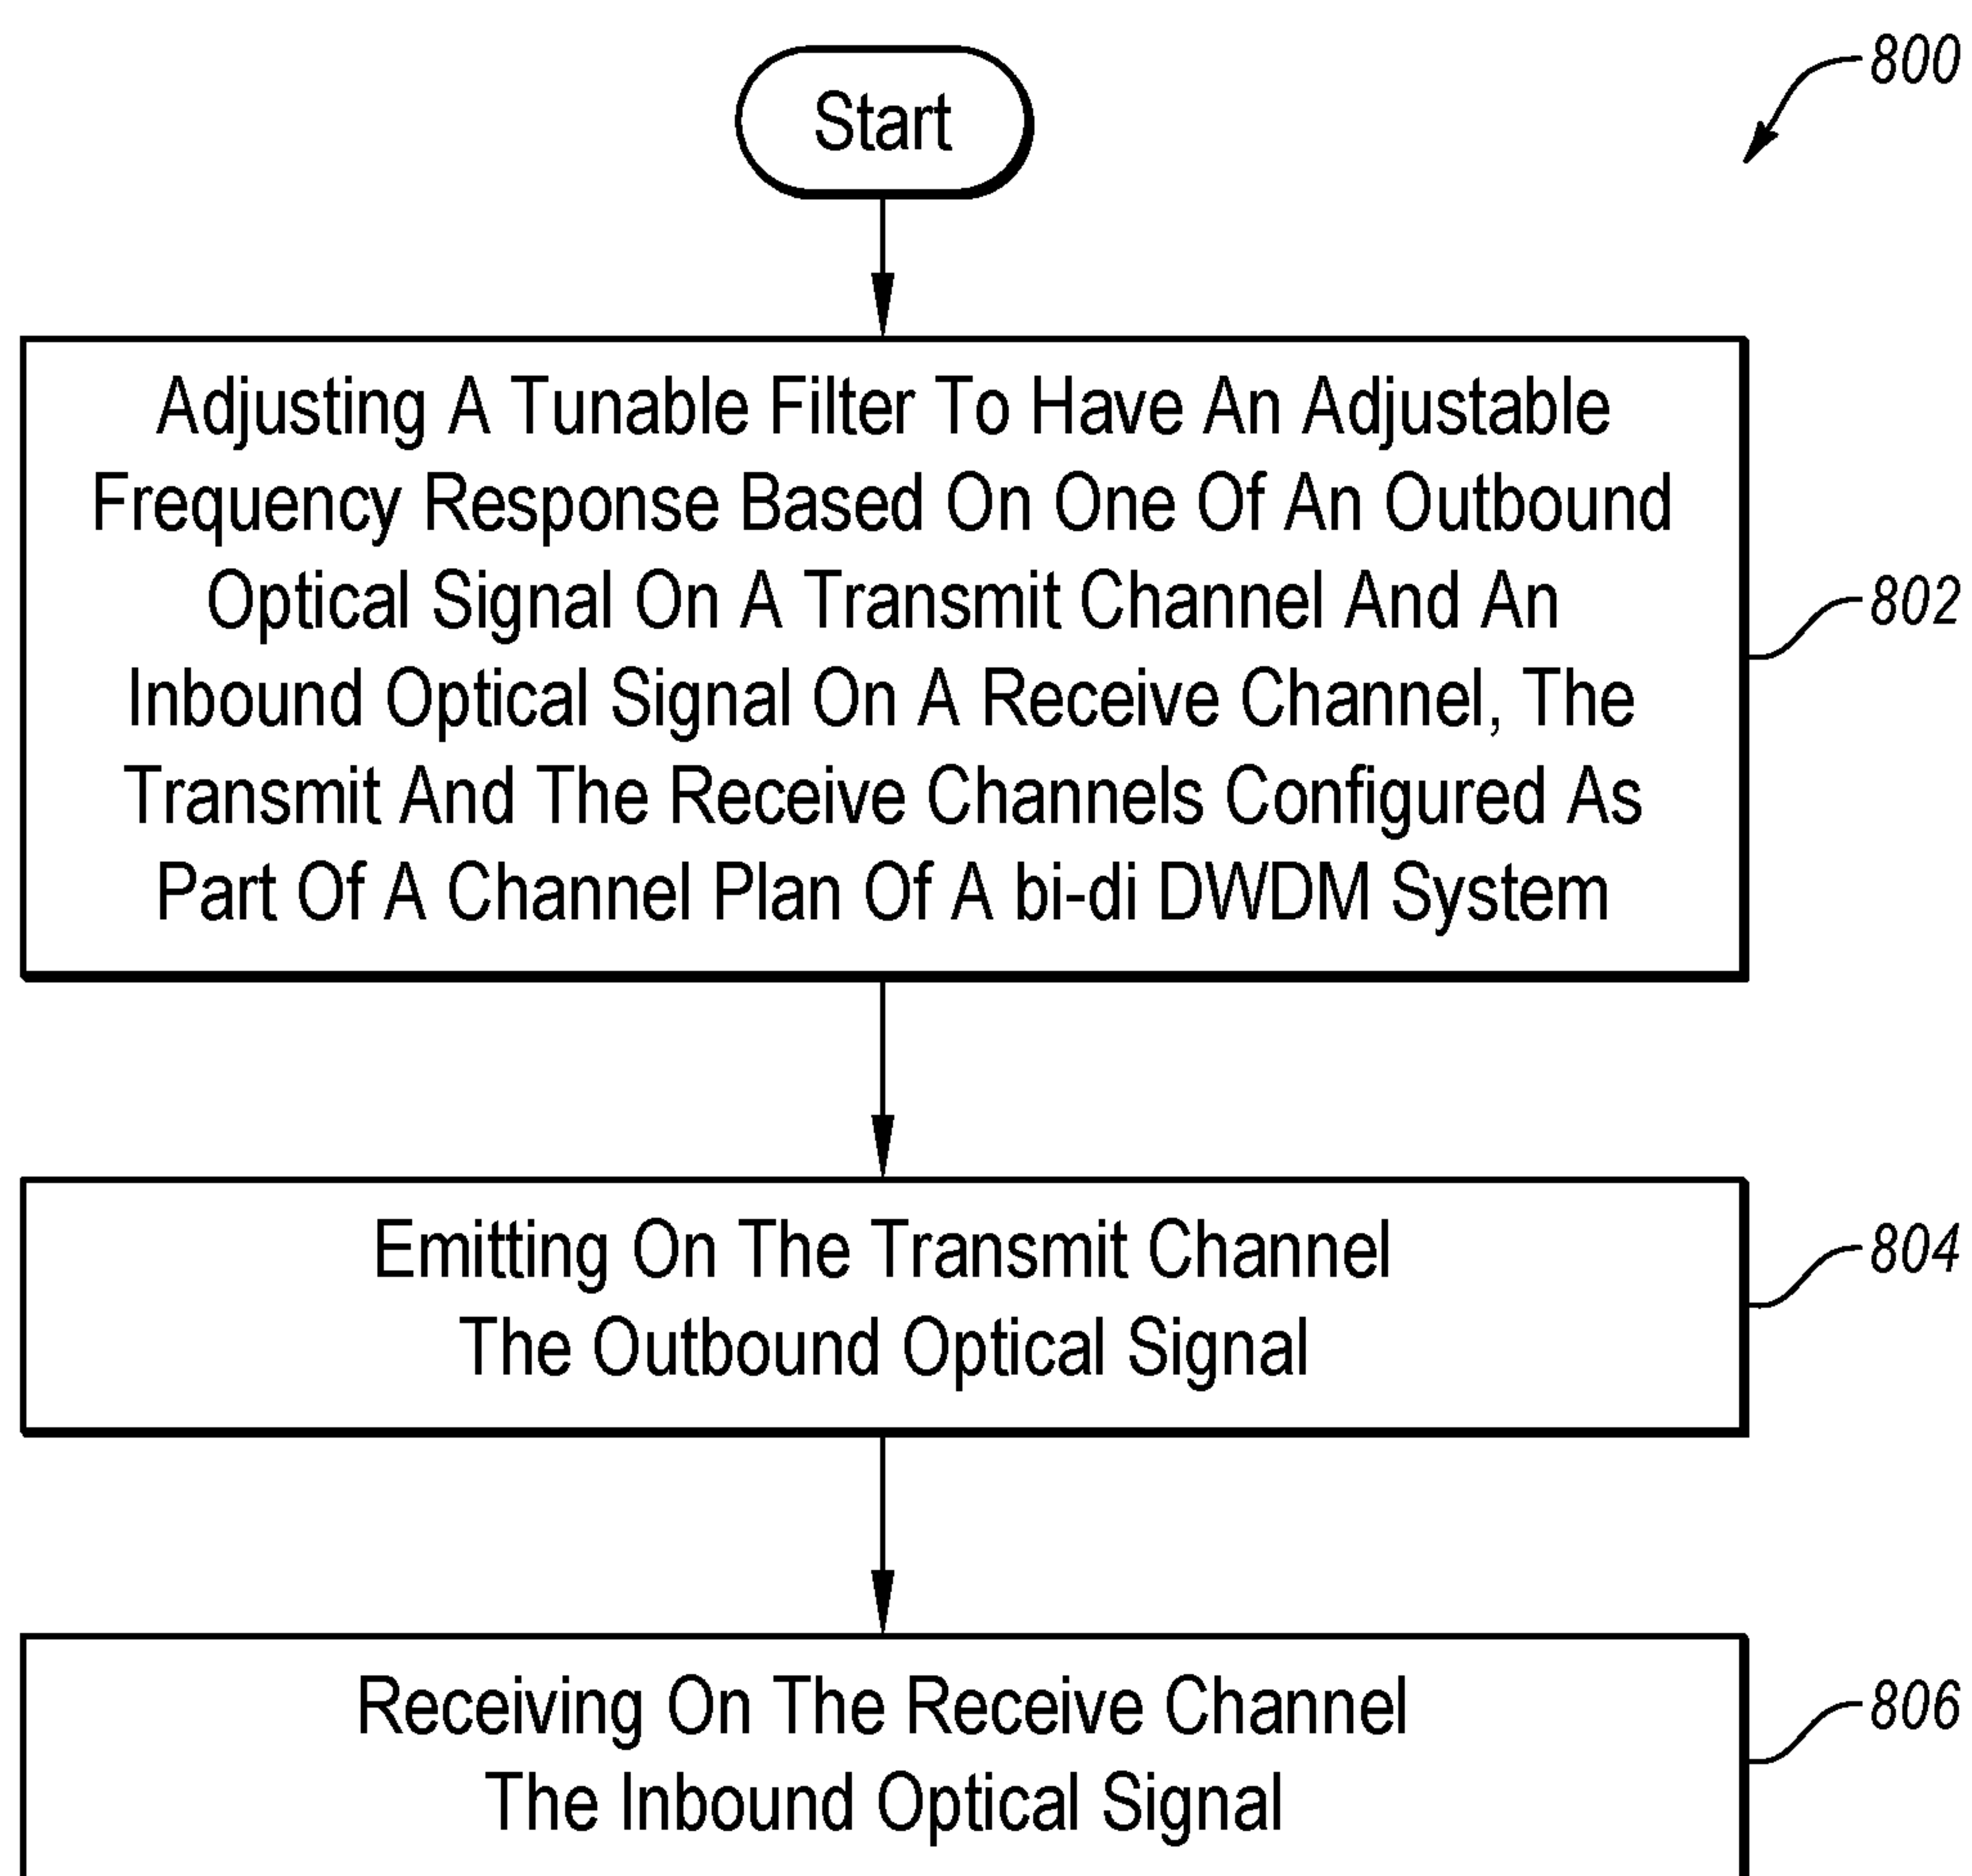 800
Start
Adjusting A Tunable Filter To Have An Adjustable
Frequency Response Based On One Of An Outbound
Optical Signal On A Transmit Channel And An
Inbound Optical Signal On A Receive Channel, The
Transmit And The Receive Channels Configured As
Part Of A Channel Plan Of A bi-di DWDM System
802
Emitting On The Transmit Channel
The Outbound Optical Signal
804
Receiving On The Receive Channel
The Inbound Optical Signal
806